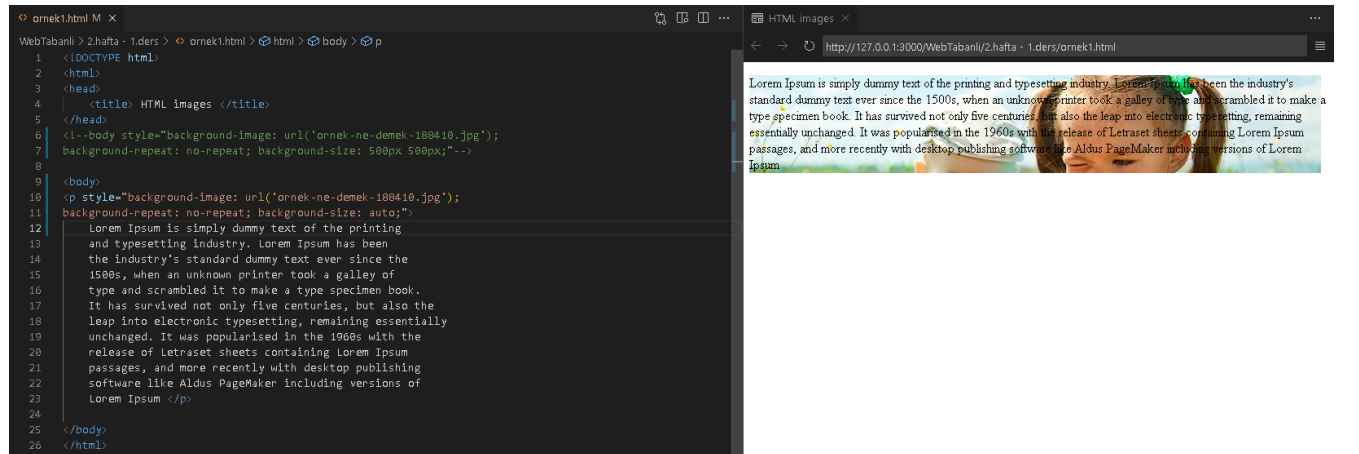 ornek1.html M ×
WebTabanli > 2.hafta - 1.ders > ornek1.html > html > body > p
1 <!DOCTYPE html>
2 <html>
3 <head>
4 <title> HTML images </title>
5 </head>
6 <!--body style="background-image: url('ornek-ne-demek-188410.jpg');
7 background-repeat: no-repeat; background-size: 500px 500px;"-->
8
9 <body>
10 <p style="background-image: url('ornek-ne-demek-188410.jpg');
11 background-repeat: no-repeat; background-size: auto;">
12 Lorem Ipsum is simply dummy text of the printing
13 and typesetting industry. Lorem Ipsum has been
14 the industry's standard dummy text ever since the
15 1500s, when an unknown printer took a galley of
16 type and scrambled it to make a type specimen book.
17 It has survived not only five centuries, but also the
18 leap into electronic typesetting, remaining essentially
19 unchanged. It was popularised in the 1960s with the
20 release of Letraset sheets containing Lorem Ipsum
21 passages, and more recently with desktop publishing
22 software like Aldus PageMaker including versions of
23 Lorem Ipsum </p>
24
25 </body>
26 </html>
HTML images ×
http://127.0.0.1:3000/WebTabanli/2.hafta - 1.ders/ornek1.html
Lorem Ipsum is simply dummy text of the printing and typesetting industry. Lorem Ipsum has been the industry's
standard dummy text ever since the 1500s, when an unknown printer took a galley of type and scrambled it to make a
type specimen book. It has survived not only five centuries, but also the leap into electronic typesetting, remaining
essentially unchanged. It was popularised in the 1960s with the release of Letraset sheets containing Lorem Ipsum
passages, and more recently with desktop publishing software like Aldus PageMaker including versions of Lorem
Ipsum